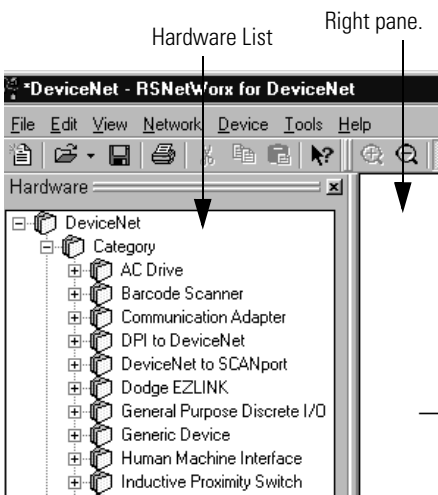 Hardware List
Right pane.
*DeviceNet - RSNetWorx for DeviceNet
File Edit View Network Device Tools Help
Hardware
DeviceNet
Category
AC Drive
Barcode Scanner
Communication Adapter
DPI to DeviceNet
DeviceNet to SCANport
Dodge EZLINK
General Purpose Discrete I/O
Generic Device
Human Machine Interface
Inductive Proximity Switch